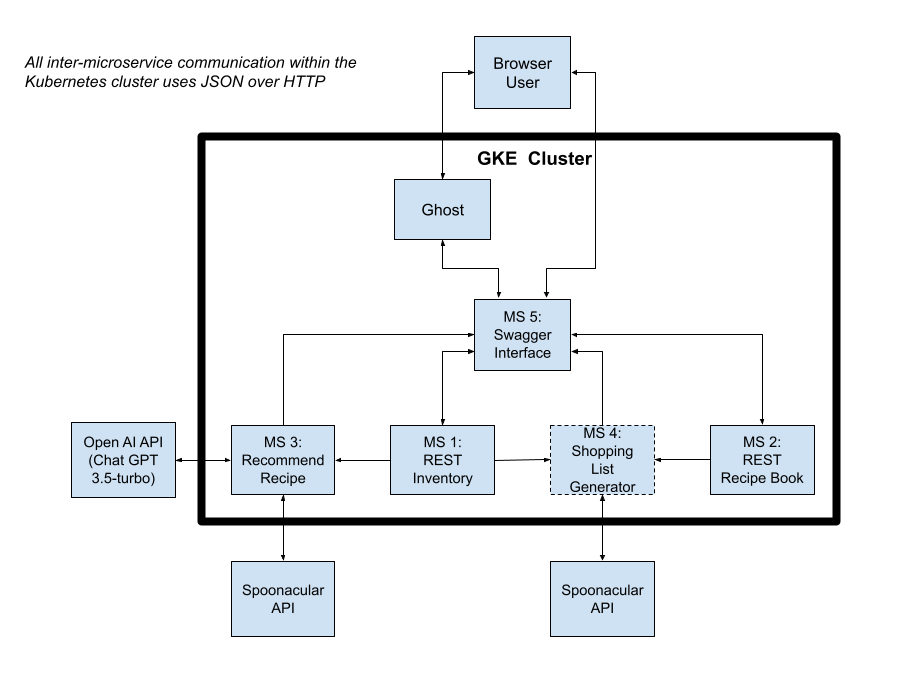 All inter-microservice communication within the
Kubernetes cluster uses JSON over HTTP
Browser
User
GKE Cluster
Ghost
MS 5:
Swagger
Interface
Open AI API
(Chat GPT
3.5-turbo)
MS 3:
Recommend
Recipe
MS 1:
REST
Inventory
MS 4:
Shopping
List
Generator
MS 2:
REST
Recipe Book
Spoonacular
API
Spoonacular
API